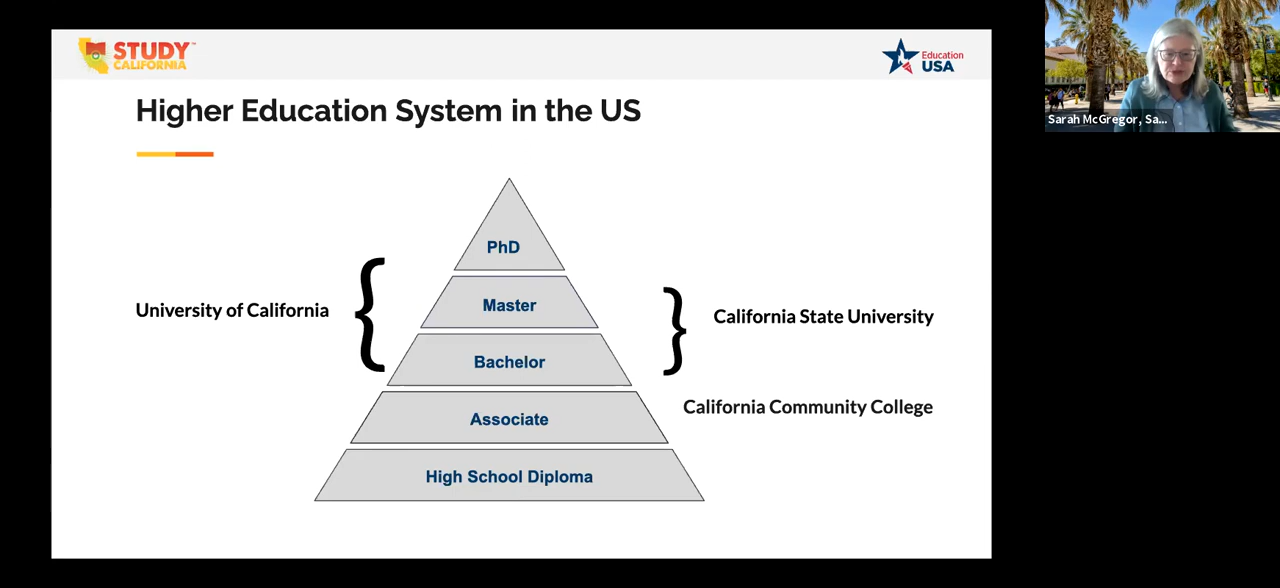 STUDY™
CALIFORNIA
Education
USA
Higher Education System in the US
PhD
Master
Bachelor
Associate
High School Diploma
University of California
California State University
California Community College
Sarah McGregor, Sa...